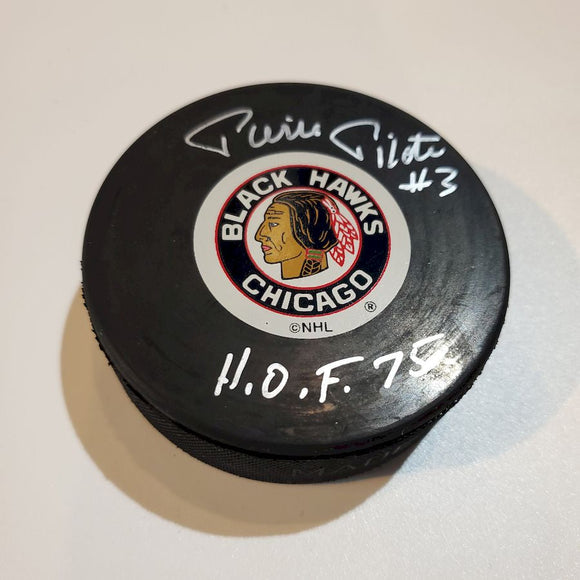 Pierre Pilote
#3
BLACK HAWKS
CHICAGO
®
©NHL
H.O.F. 75